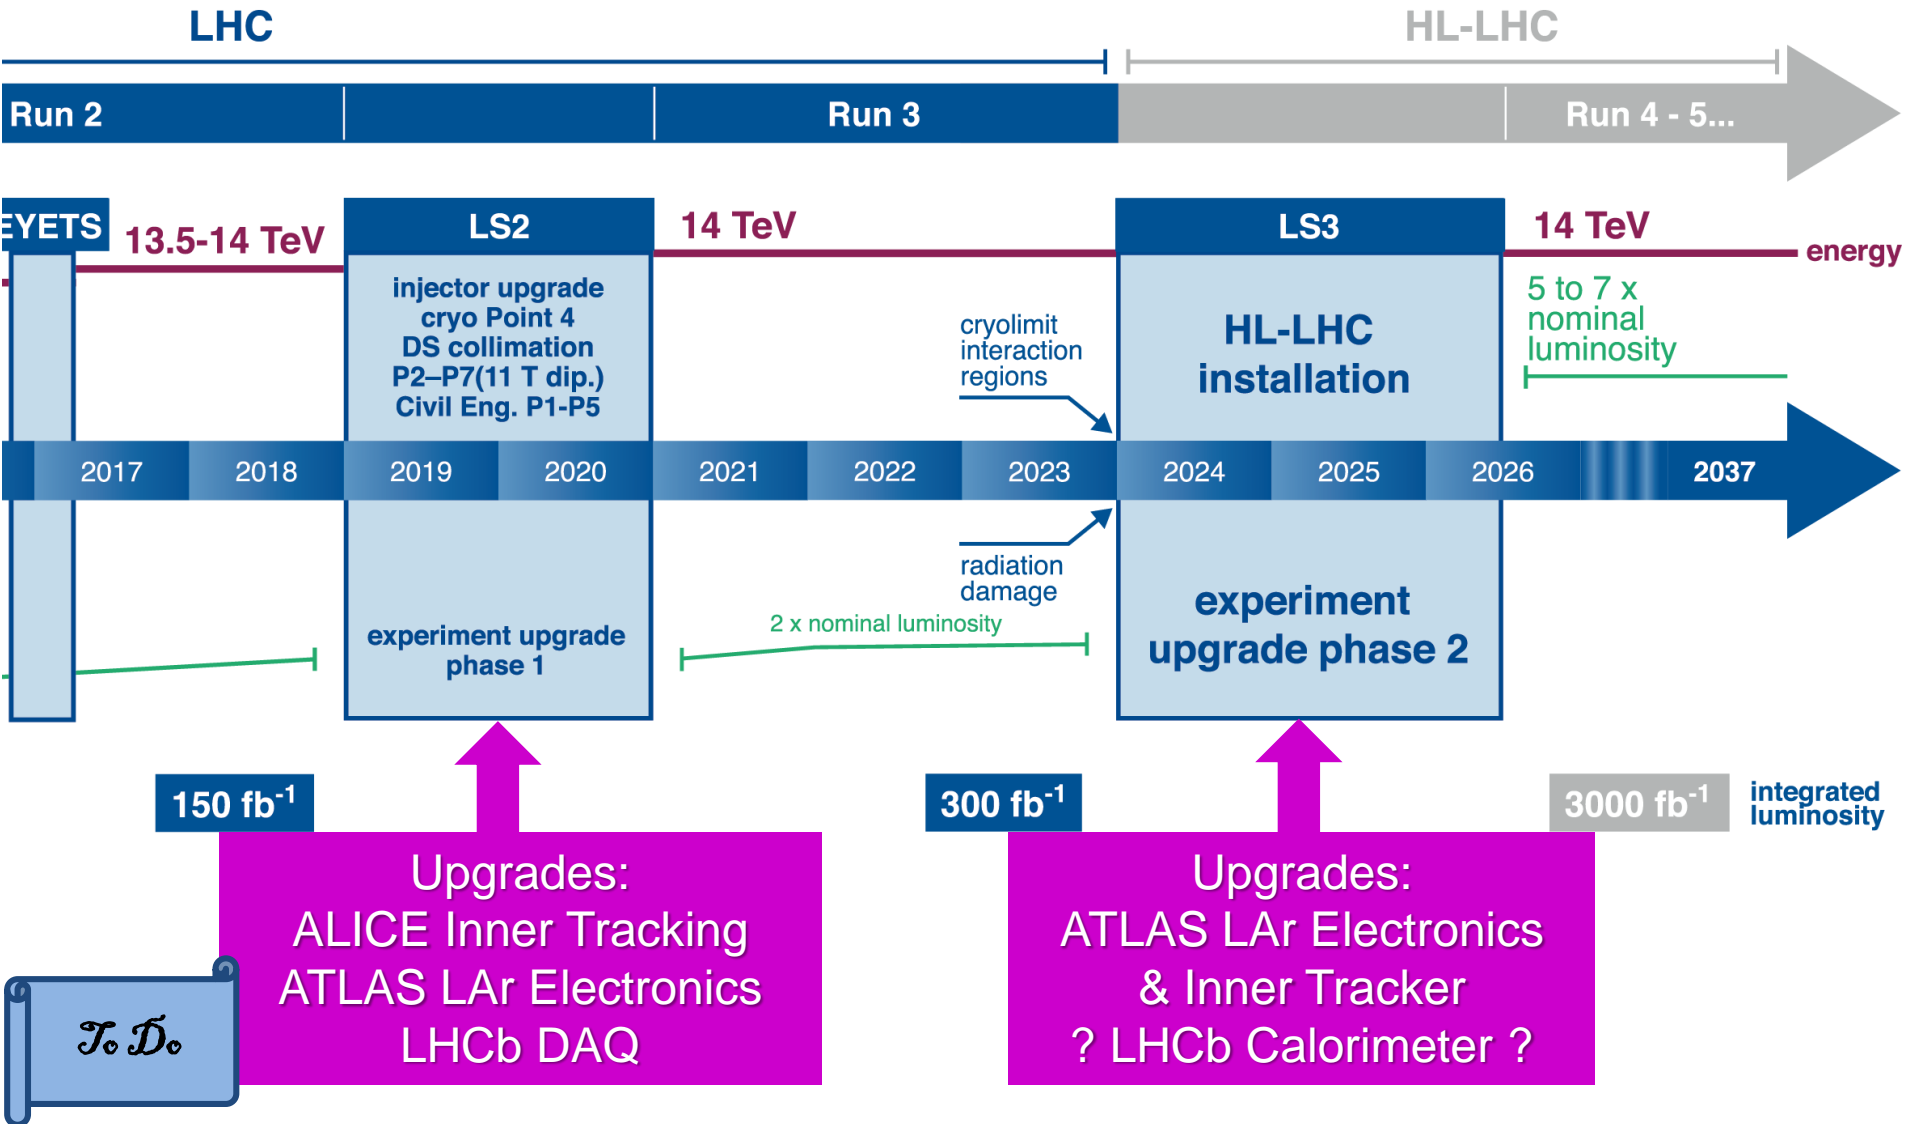 LHC
HL-LHC
Run 2
Run 3
Run 4 - 5...
EYETS
13.5-14 TeV
LS2
14 TeV
LS3
14 TeV
energy
injector upgrade
cryo Point 4
DS collimation
P2–P7(11 T dip.)
Civil Eng. P1-P5
cryolimit
interaction
regions
HL-LHC
installation
5 to 7 x
nominal
luminosity
2017
2018
2019
2020
2021
2022
2023
2024
2025
2026
2037
radiation
damage
experiment upgrade
phase 1
2 x nominal luminosity
experiment
upgrade phase 2
150 fb-1
300 fb-1
3000 fb-1
integrated
luminosity
Upgrades:
ALICE Inner Tracking
ATLAS LAr Electronics
LHCb DAQ
Upgrades:
ATLAS LAr Electronics
& Inner Tracker
? LHCb Calorimeter ?
To Do